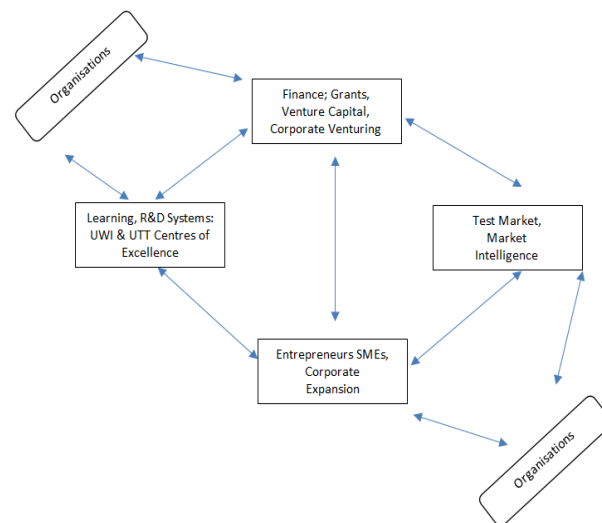 Organisations
Finance; Grants,
Venture Capital,
Corporate Venturing
Learning, R&D Systems:
UWI & UTT Centres of
Excellence
Test Market,
Market
Intelligence
Entrepreneurs SMEs,
Corporate
Expansion
Organisations